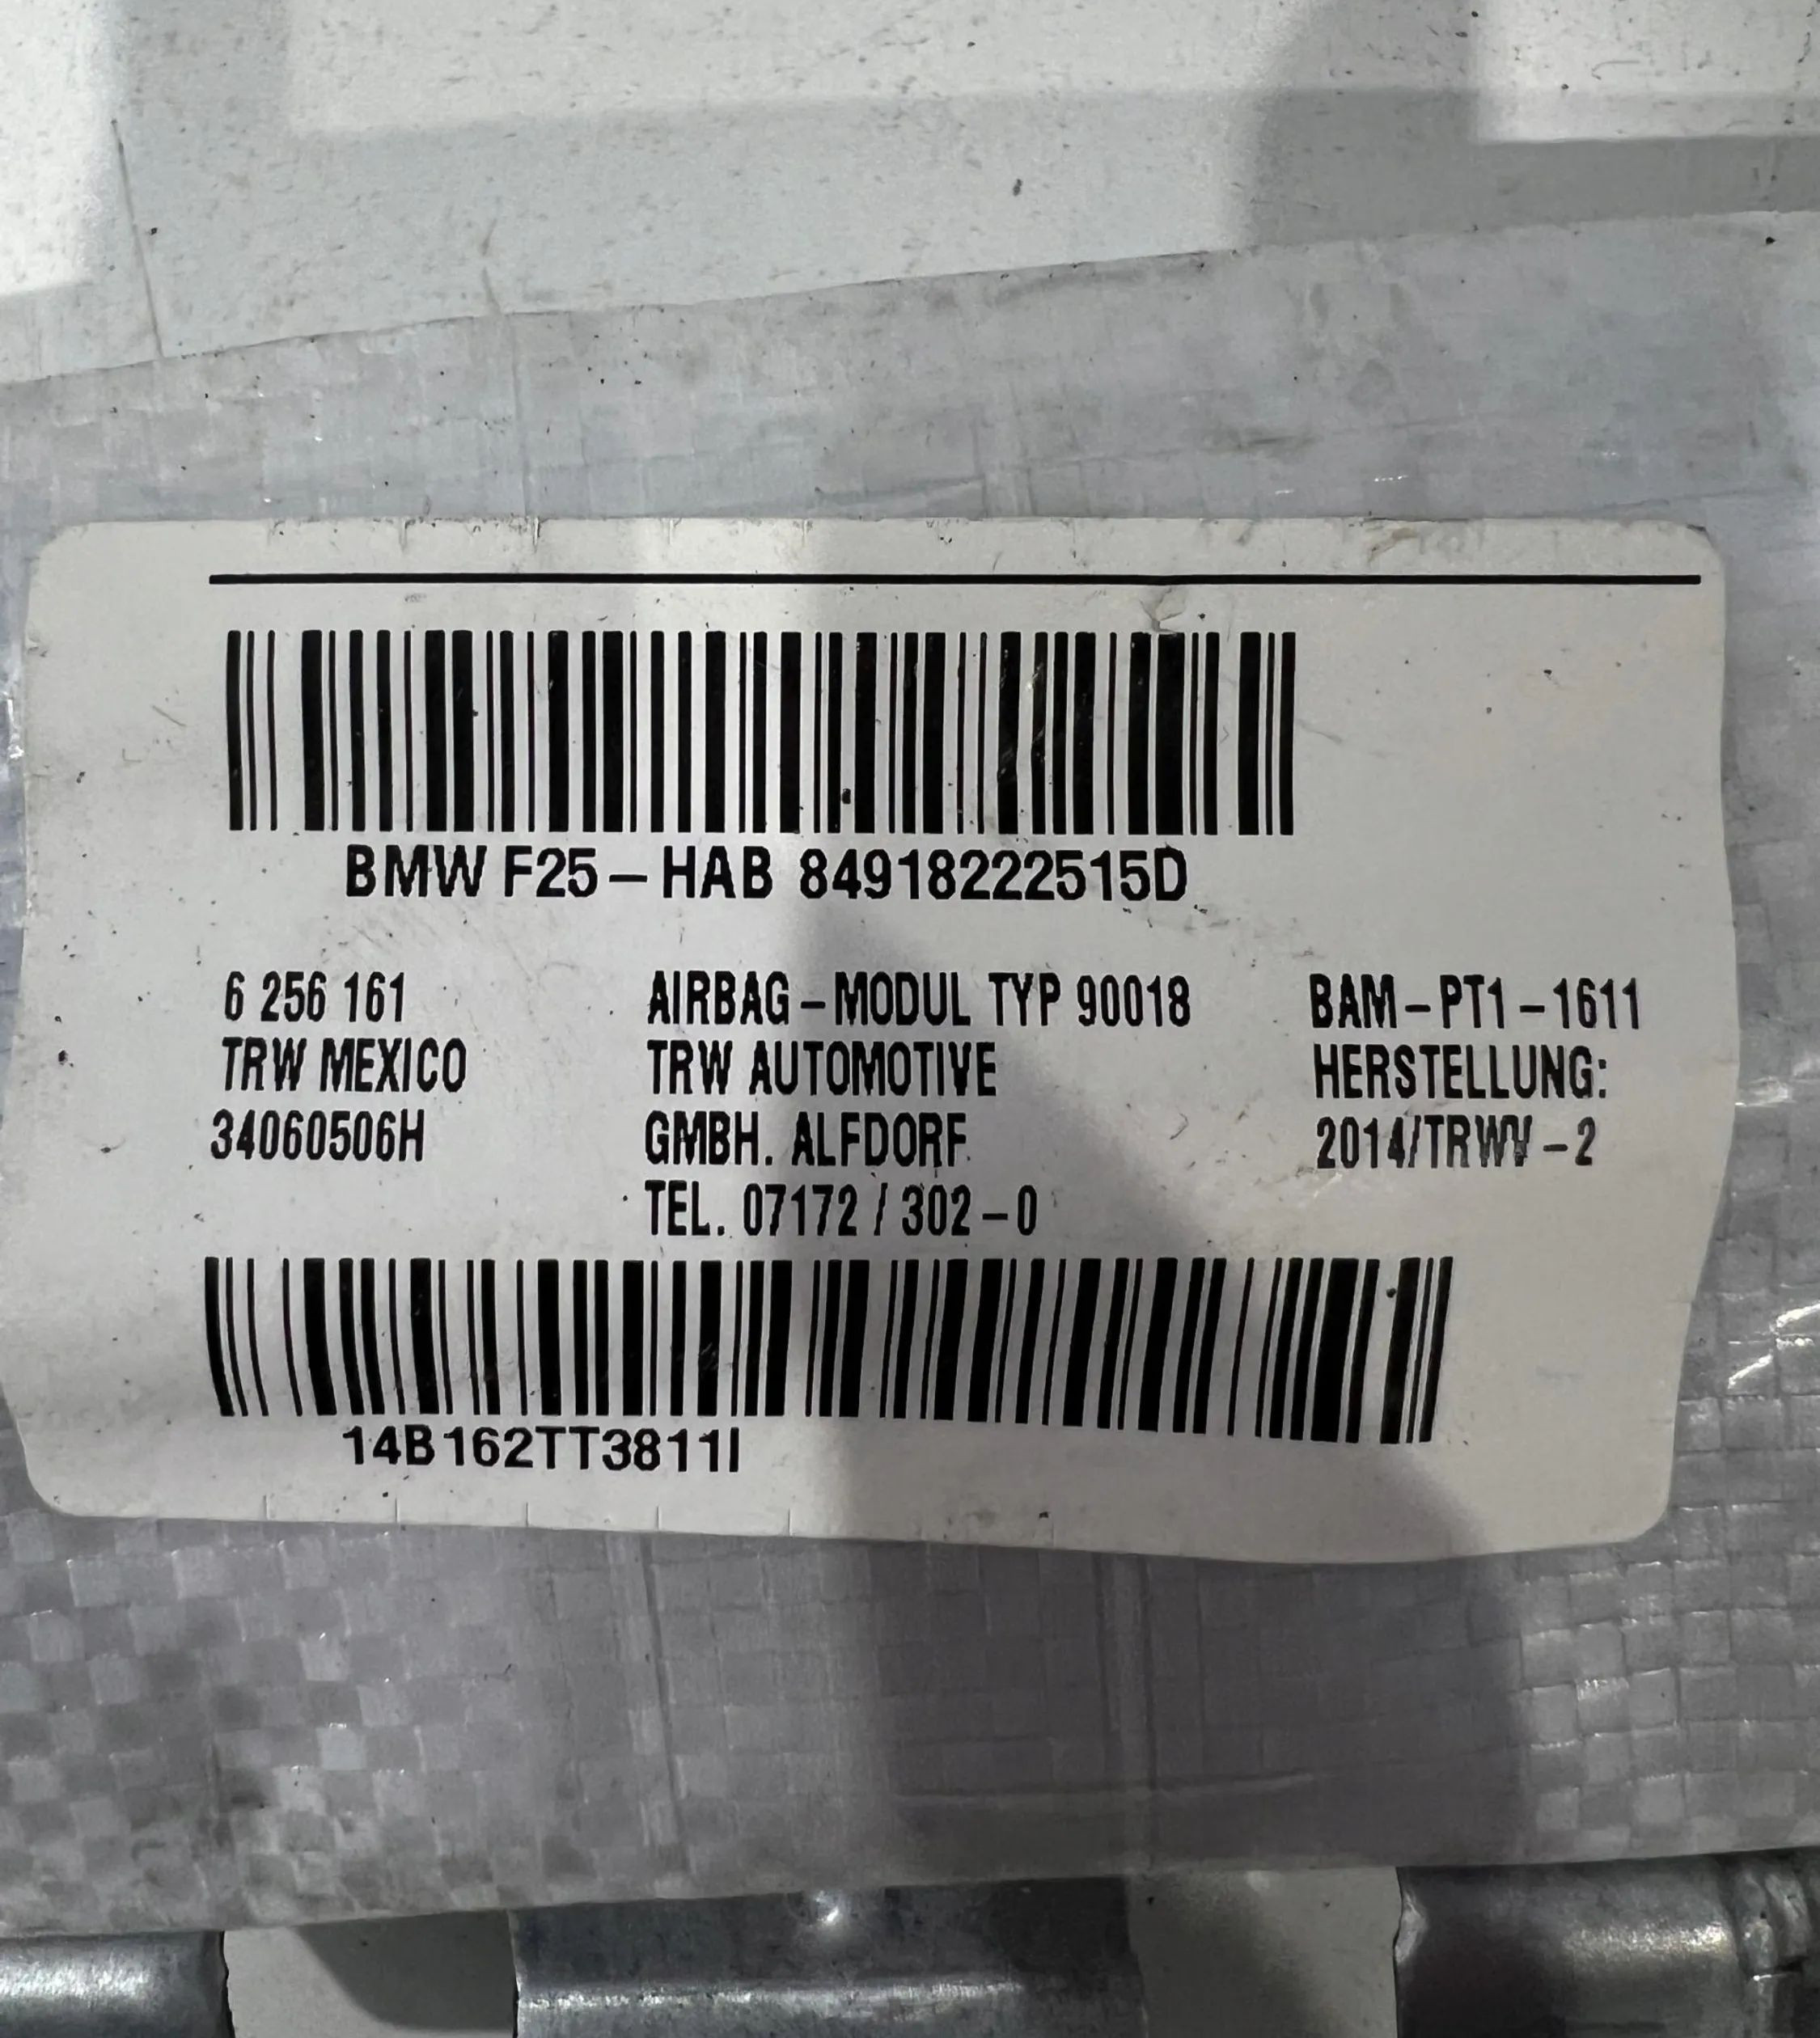 BMW F25-HAB 84918222515D
6 256 161
TRW MEXICO
34060506H
AIRBAG-MODUL TYP 90018
TRW AUTOMOTIVE
GMBH. ALFDORF
TEL. 07172 / 302-0
BAM-PT1-1611
HERSTELLUNG:
2014/TRWV-2
14B162TT3811I